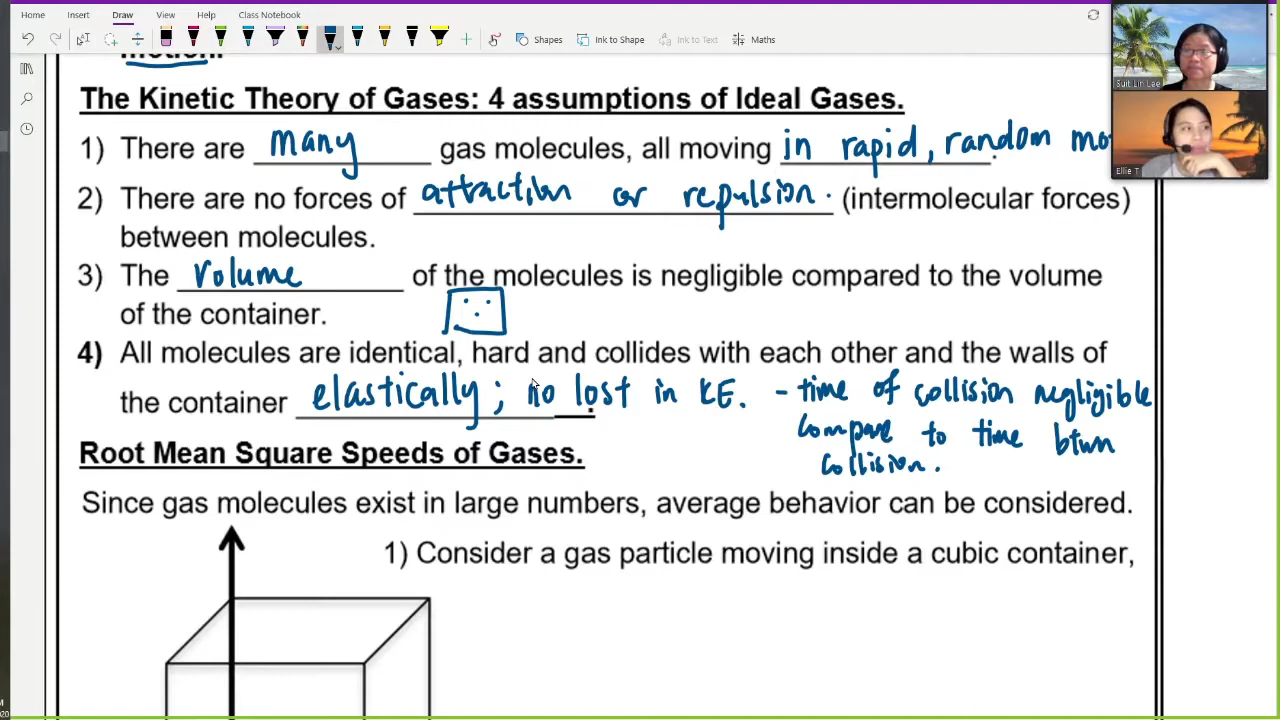 Home Insert Draw View Help Class Notebook
Shapes Ink to Shape Ink to Text Maths
motion.
The Kinetic Theory of Gases: 4 assumptions of Ideal Gases.
1) There are many gas molecules, all moving in rapid, random mo
2) There are no forces of attraction or repulsion. (intermolecular forces)
between molecules.
3) The volume of the molecules is negligible compared to the volume
of the container.
4) All molecules are identical, hard and collides with each other and the walls of
the container elastically; no lost in KE. - time of collision negligible
compare to time btwn
collision.
Root Mean Square Speeds of Gases.
Since gas molecules exist in large numbers, average behavior can be considered.
1) Consider a gas particle moving inside a cubic container,
Suit Lin Lee
Ellie T